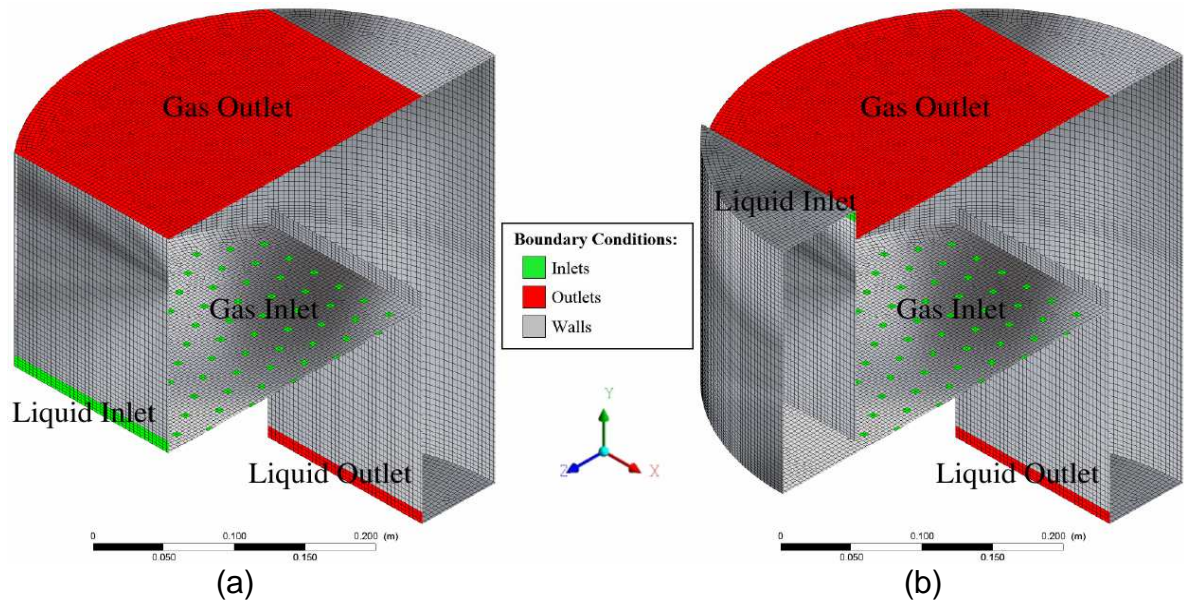 Gas Outlet
Gas Inlet
Liquid Inlet
Liquid Outlet
0 0.100 0.200 (m)
0.050 0.150
(a)
Boundary Conditions:
Inlets
Outlets
Walls
Y
Z X
Gas Outlet
Liquid Inlet
Gas Inlet
Liquid Outlet
0 0.100 0.200 (m)
0.050 0.150
(b)